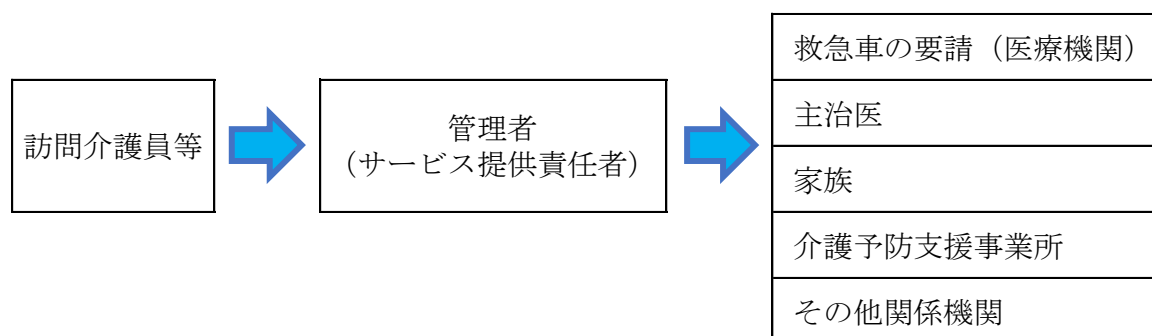 訪問介護員等
管理者
（サービス提供責任者）
救急車の要請（医療機関）
主治医
家族
介護予防支援事業所
その他関係機関